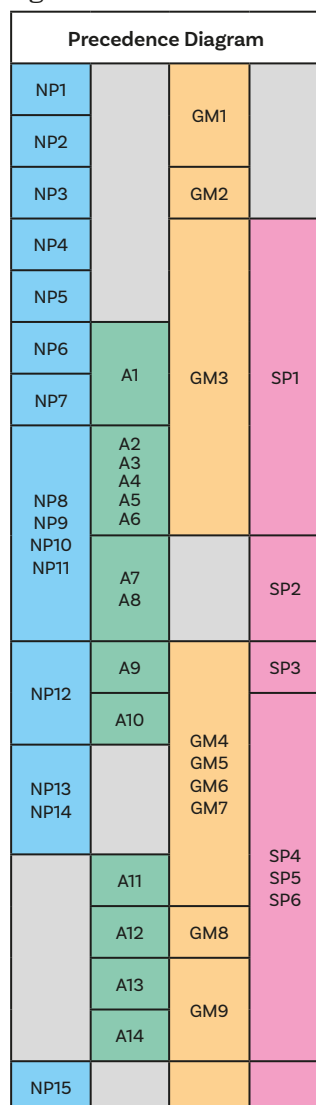 Precedence Diagram
NP1
GM1
NP2
NP3
GM2
NP4
NP5
NP6
A1
GM3
SP1
NP7
A2
A3
A4
A5
A6
NP8
NP9
NP10
NP11
A7
A8
SP2
A9
SP3
NP12
A10
GM4
GM5
GM6
GM7
NP13
NP14
SP4
SP5
SP6
A11
A12
GM8
A13
GM9
A14
NP15